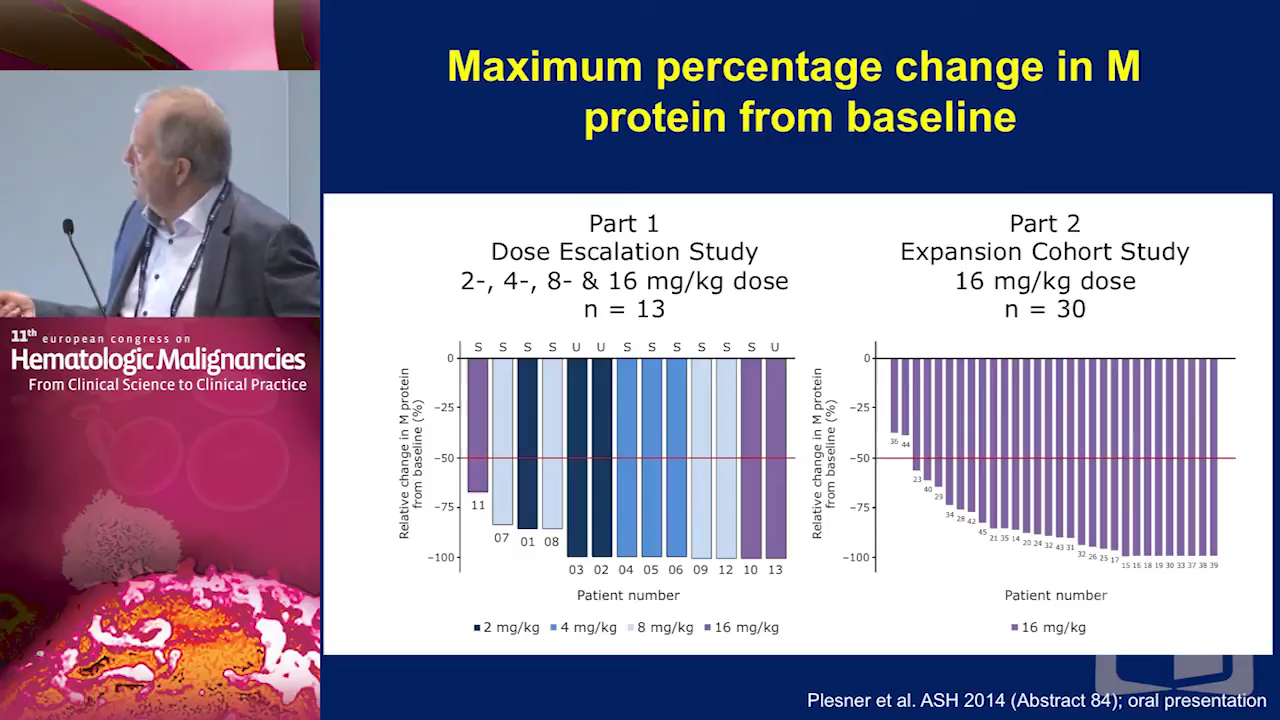 Maximum percentage change in M
protein from baseline
11th european congress on
Hematologic Malignancies
From Clinical Science to Clinical Practice
Part 1
Dose Escalation Study
2-, 4-, 8- & 16 mg/kg dose
n = 13
S S S S U U S S S S S S U
Relative change in M protein
from baseline (%)
0
−25
−50
−75
−100
11 07 01 08 03 02 04 05 06 09 12 10 13
Patient number
2 mg/kg 4 mg/kg 8 mg/kg 16 mg/kg
Part 2
Expansion Cohort Study
16 mg/kg dose
n = 30
Relative change in M protein
from baseline (%)
0
−25
−50
−75
−100
36 44 23 40 29 34 28 42 45 21 35 14 20 24 32 43 31 32 26 25 17 15 16 18 19 30 33 37 38 39
Patient number
16 mg/kg
Plesner et al. ASH 2014 (Abstract 84); oral presentation